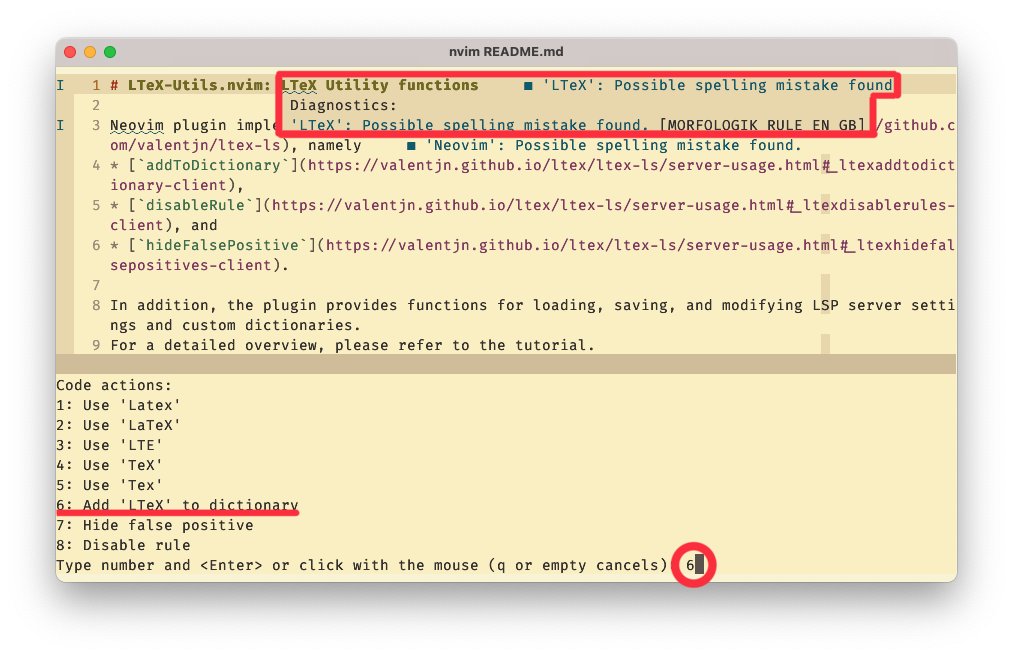 nvim README.md
I 1 # LTeX-Utils.nvim: LTeX Utility functions ■ 'LTeX': Possible spelling mistake found
2 Diagnostics:
I 3 Neovim plugin imple 'LTeX': Possible spelling mistake found. [MORFOLOGIK_RULE_EN_GB] /github.c
om/valentjn/ltex-ls), namely ■ 'Neovim': Possible spelling mistake found.
4 * [`addToDictionary`](https://valentjn.github.io/ltex/ltex-ls/server-usage.html#_ltexaddtodict
ionary-client),
5 * [`disableRule`](https://valentjn.github.io/ltex/ltex-ls/server-usage.html#_ltexdisablerules-
client), and
6 * [`hideFalsePositive`](https://valentjn.github.io/ltex/ltex-ls/server-usage.html#_ltexhidefal
sepositives-client).
7
8 In addition, the plugin provides functions for loading, saving, and modifying LSP server setti
ngs and custom dictionaries.
9 For a detailed overview, please refer to the tutorial.
Code actions:
1: Use 'Latex'
2: Use 'LaTeX'
3: Use 'LTE'
4: Use 'TeX'
5: Use 'Tex'
6: Add 'LTeX' to dictionary
7: Hide false positive
8: Disable rule
Type number and <Enter> or click with the mouse (q or empty cancels) 6